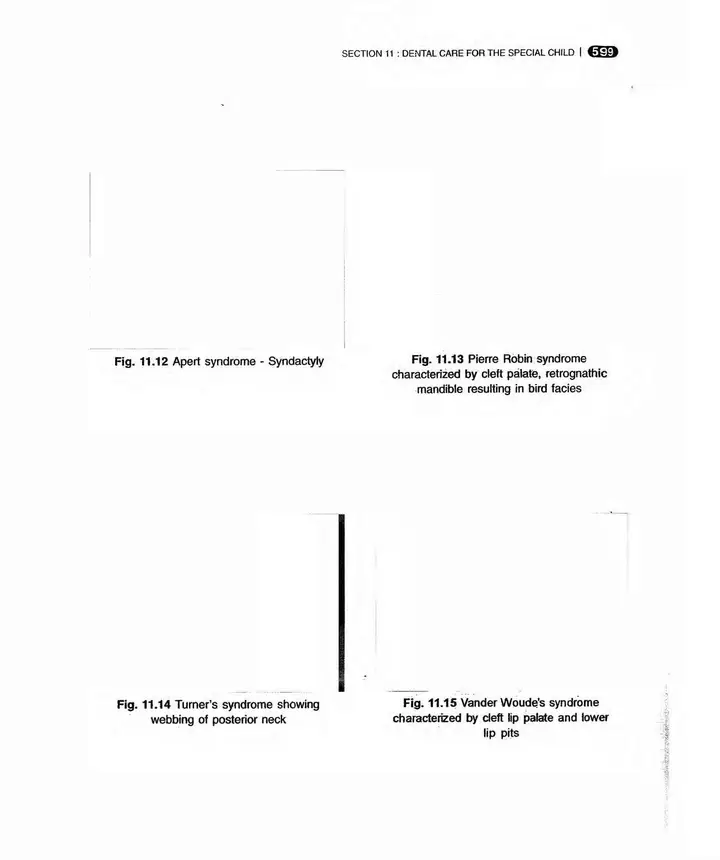 SECTION 11 : DENTAL CARE FOR THE SPECIAL CHILD | 599
Fig. 11.12 Apert syndrome - Syndactyly
Fig. 11.13 Pierre Robin syndrome
characterized by cleft palate, retrognathic
mandible resulting in bird facies
Fig. 11.14 Turner's syndrome showing
webbing of posterior neck
Fig. 11.15 Vander Woude's syndrome
characterized by cleft lip palate and lower
lip pits